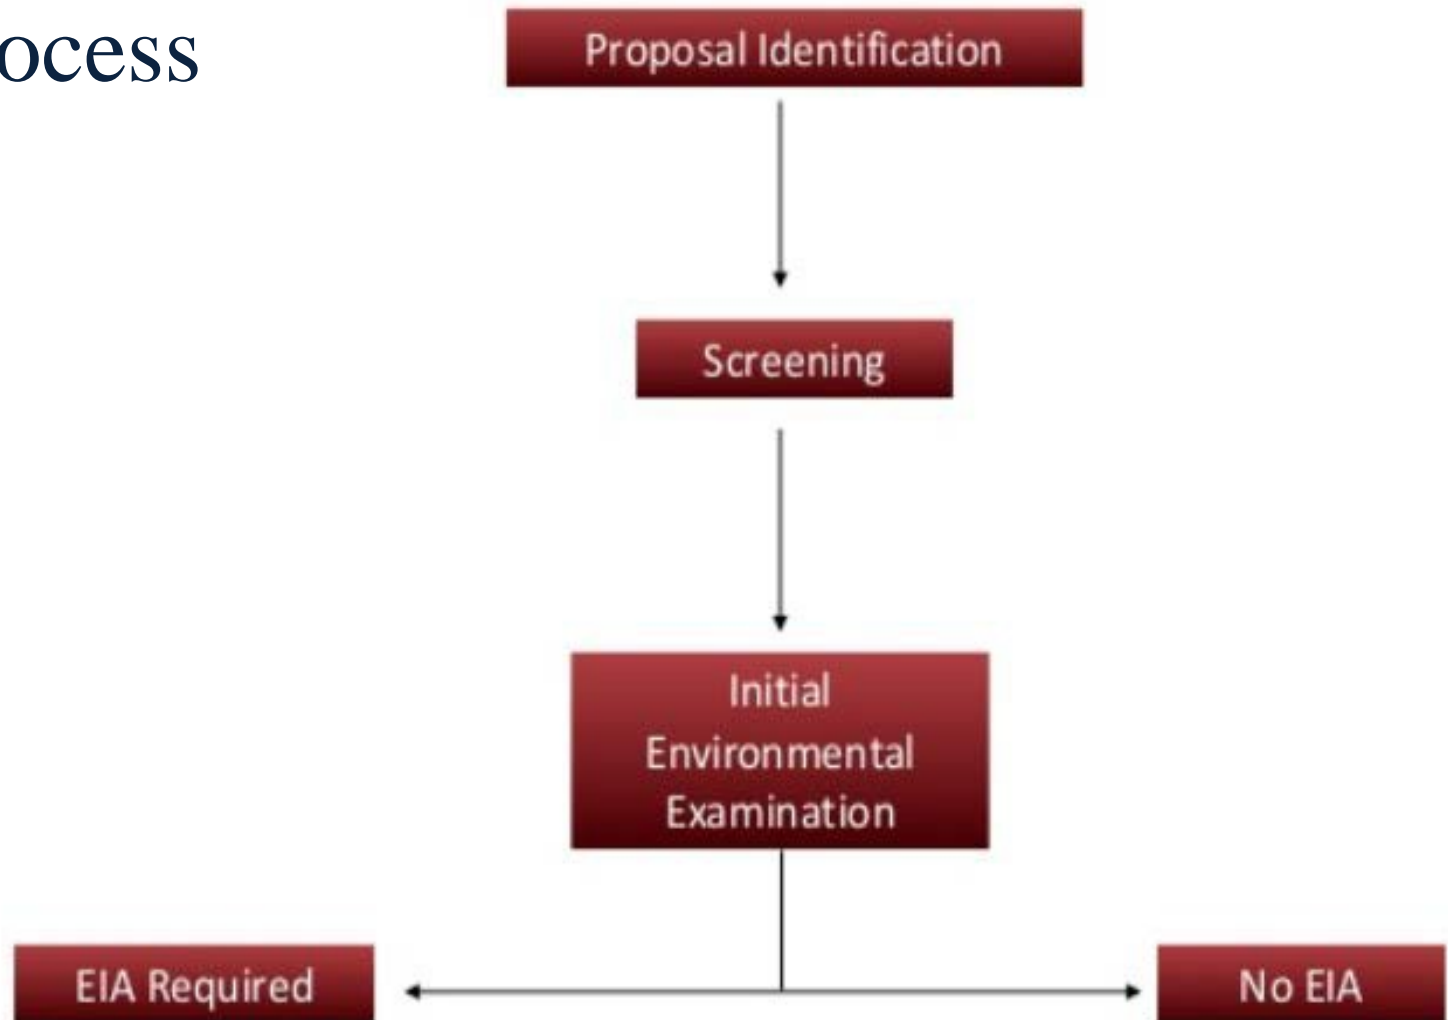 ocess
Proposal Identification
Screening
Initial
Environmental
Examination
EIA Required
No EIA